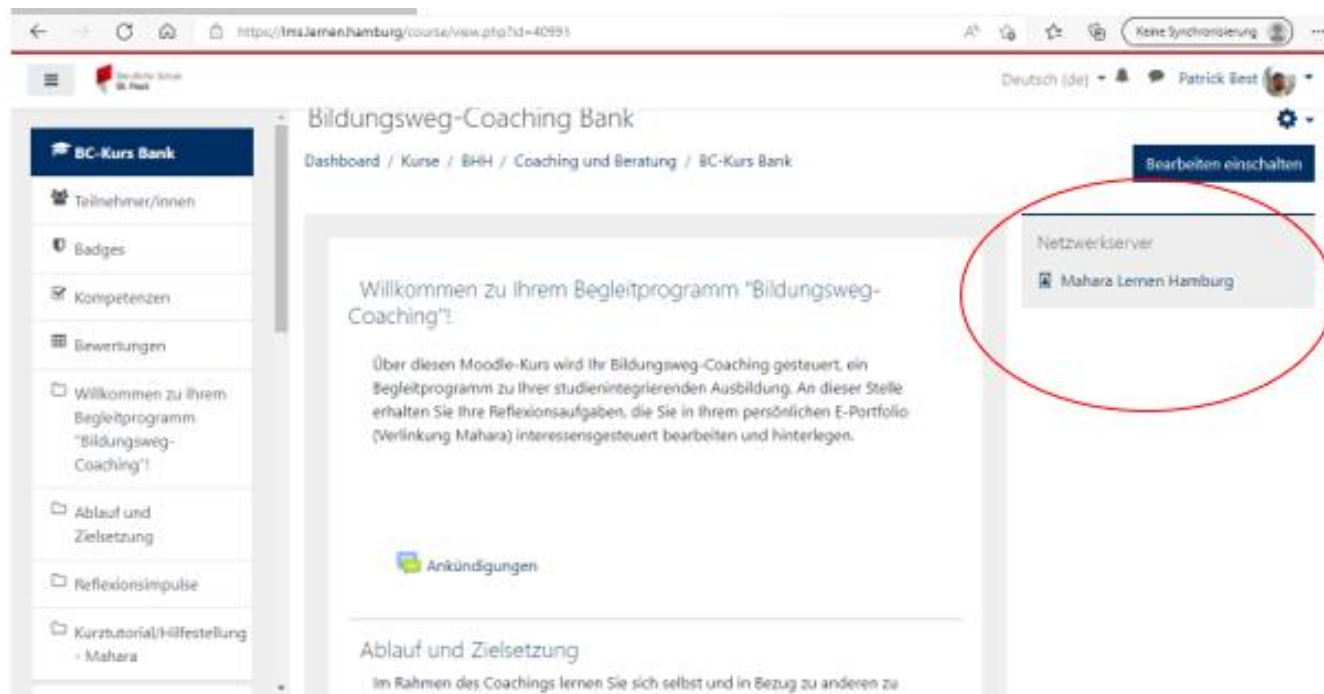 https://lms.lernen.hamburg/course/view.php?id=40991
Keine Synchronisierung
Berufliche Schule
St. Pauli
Deutsch (de)
Patrick Best
Bildungsweg-Coaching Bank
Dashboard / Kurse / BHH / Coaching und Beratung / BC-Kurs Bank
Bearbeiten einschalten
BC-Kurs Bank
Teilnehmer/innen
Badges
Kompetenzen
Bewertungen
Willkommen zu Ihrem
Begleitprogramm
"Bildungsweg-
Coaching"!
Ablauf und
Zielsetzung
Reflexionsimpulse
Kurztutorial/Hilfestellung
- Mahara
Willkommen zu Ihrem Begleitprogramm "Bildungsweg-
Coaching"!
Über diesen Moodle-Kurs wird Ihr Bildungsweg-Coaching gesteuert, ein
Begleitprogramm zu Ihrer studienintegrierenden Ausbildung. An dieser Stelle
erhalten Sie Ihre Reflexionsaufgaben, die Sie in Ihrem persönlichen E-Portfolio
(Verlinkung Mahara) interessensgesteuert bearbeiten und hinterlegen.
Ankündigungen
Ablauf und Zielsetzung
Im Rahmen des Coachings lernen Sie sich selbst und in Bezug zu anderen zu
Netzwerkserver
Mahara Lernen Hamburg